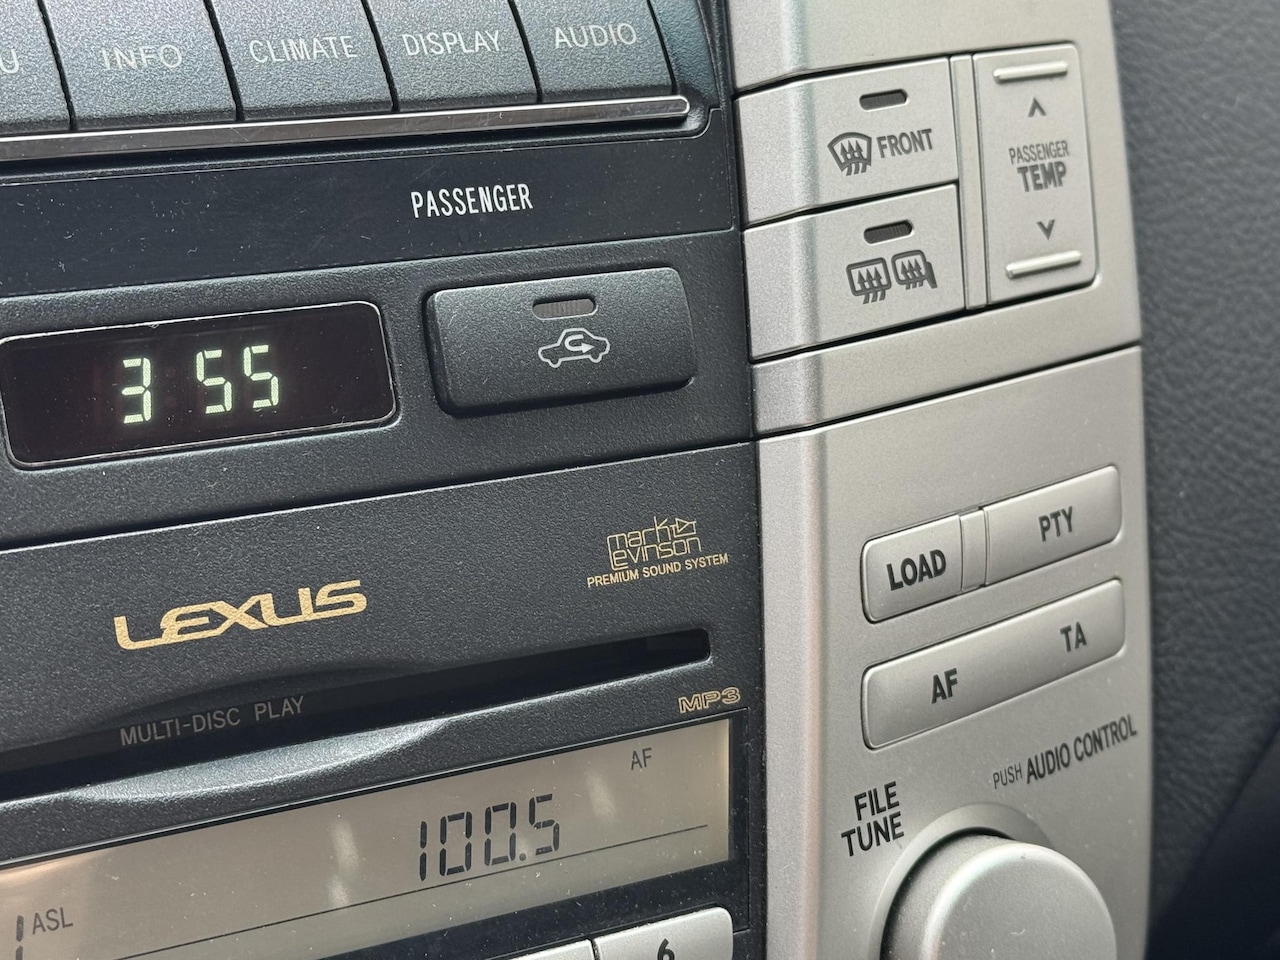 INFO
CLIMATE
DISPLAY
AUDIO
FRONT
PASSENGER
TEMP
PASSENGER
3 55
LEXUS
mark levinson
PREMIUM SOUND SYSTEM
LOAD
PTY
AF
TA
MULTI-DISC PLAY
MP3
AF
100.5
ASL
PUSH AUDIO CONTROL
FILE
TUNE
6